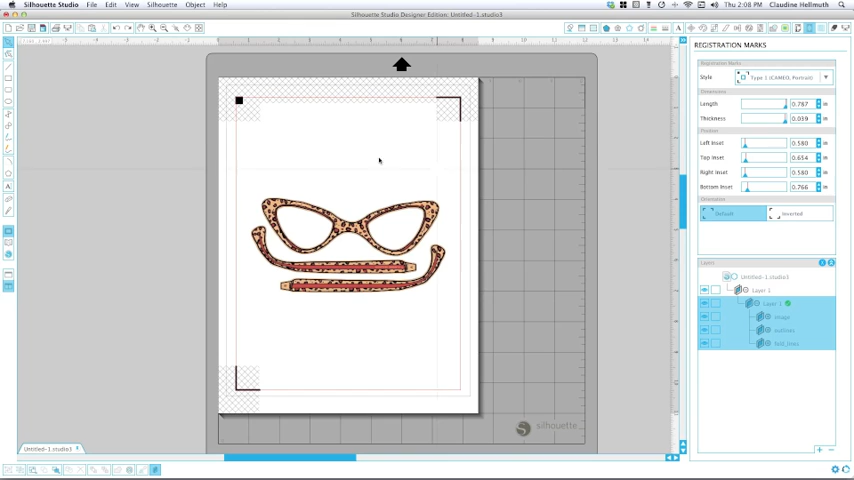 Silhouette Studio File Edit View Silhouette Object Help
Thu 2:08 PM Claudine Hellmuth
Silhouette Studio Designer Edition: Untitled-1.studio3
REGISTRATION MARKS
Registration Marks
Style Type 1 (CAMEO, Portrait)
Dimension
Length 0.787 in
Thickness 0.039 in
Position
Left Inset 0.580 in
Top Inset 0.654 in
Right Inset 0.580 in
Bottom Inset 0.766 in
Orientation
Default Inverted
Layers
Untitled-1.studio3
Layer 1
Layer 1
image
outlines
fold_lines
silhouette
Untitled-1.studio3